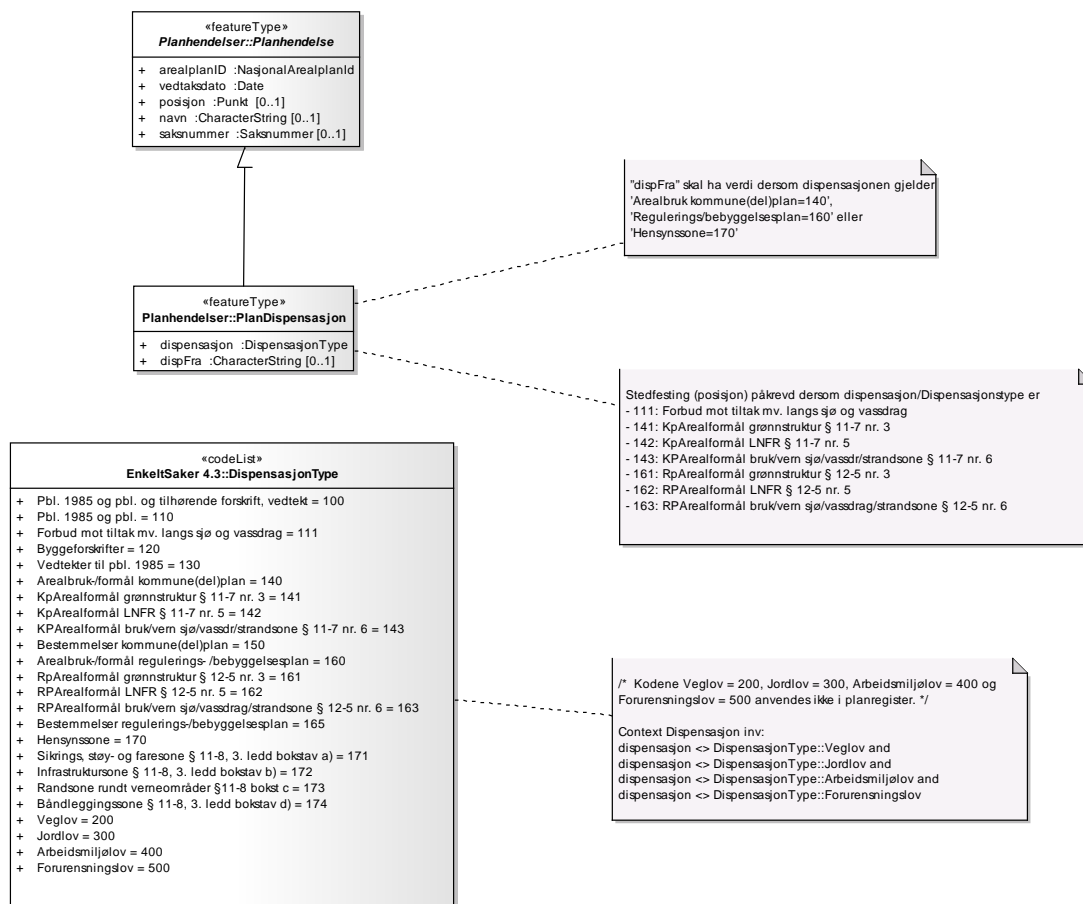 «featureType»
Planhendelser::Planhendelse
+ arealplanID :NasjonalArealplanId
+ vedtaksdato :Date
+ posisjon :Punkt [0..1]
+ navn :CharacterString [0..1]
+ saksnummer :Saksnummer [0..1]
"dispFra" skal ha verdi dersom dispensasjonen gjelder
'Arealbruk kommune(del)plan=140',
'Regulerings/bebyggelsesplan=160' eller
'Hensynssone=170'
«featureType»
Planhendelser::PlanDispensasjon
+ dispensasjon :DispensasjonType
+ dispFra :CharacterString [0..1]
Stedfesting (posisjon) påkrevd dersom dispensasjon/Dispensasjonstype er
- 111: Forbud mot tiltak mv. langs sjø og vassdrag
- 141: KpArealformål grønnstruktur § 11-7 nr. 3
- 142: KpArealformål LNFR § 11-7 nr. 5
- 143: KPArealformål bruk/vern sjø/vassdr/strandsone § 11-7 nr. 6
- 161: RpArealformål grønnstruktur § 12-5 nr. 3
- 162: RPArealformål LNFR § 12-5 nr. 5
- 163: RPArealformål bruk/vern sjø/vassdrag/strandsone § 12-5 nr. 6
«codeList»
EnkeltSaker 4.3::DispensasjonType
+ Pbl. 1985 og pbl. og tilhørende forskrift, vedtekt = 100
+ Pbl. 1985 og pbl. = 110
+ Forbud mot tiltak mv. langs sjø og vassdrag = 111
+ Byggeforskrifter = 120
+ Vedtekter til pbl. 1985 = 130
+ Arealbruk-/formål kommune(del)plan = 140
+ KpArealformål grønnstruktur § 11-7 nr. 3 = 141
+ KpArealformål LNFR § 11-7 nr. 5 = 142
+ KPArealformål bruk/vern sjø/vassdr/strandsone § 11-7 nr. 6 = 143
+ Bestemmelser kommune(del)plan = 150
+ Arealbruk-/formål regulerings- /bebyggelsesplan = 160
+ RpArealformål grønnstruktur § 12-5 nr. 3 = 161
+ RPArealformål LNFR § 12-5 nr. 5 = 162
+ RPArealformål bruk/vern sjø/vassdrag/strandsone § 12-5 nr. 6 = 163
+ Bestemmelser regulerings-/bebyggelsesplan = 165
+ Hensynssone = 170
+ Sikrings, støy- og faresone § 11-8, 3. ledd bokstav a) = 171
+ Infrastruktursone § 11-8, 3. ledd bokstav b) = 172
+ Randsone rundt verneområder §11-8 bokst c = 173
+ Båndleggingssone § 11-8, 3. ledd bokstav d) = 174
+ Veglov = 200
+ Jordlov = 300
+ Arbeidsmiljølov = 400
+ Forurensningslov = 500
/* Kodene Veglov = 200, Jordlov = 300, Arbeidsmiljølov = 400 og
Forurensningslov = 500 anvendes ikke i planregister. */
Context Dispensasjon inv:
dispensasjon <> DispensasjonType::Veglov and
dispensasjon <> DispensasjonType::Jordlov and
dispensasjon <> DispensasjonType::Arbeidsmiljølov and
dispensasjon <> DispensasjonType::Forurensningslov